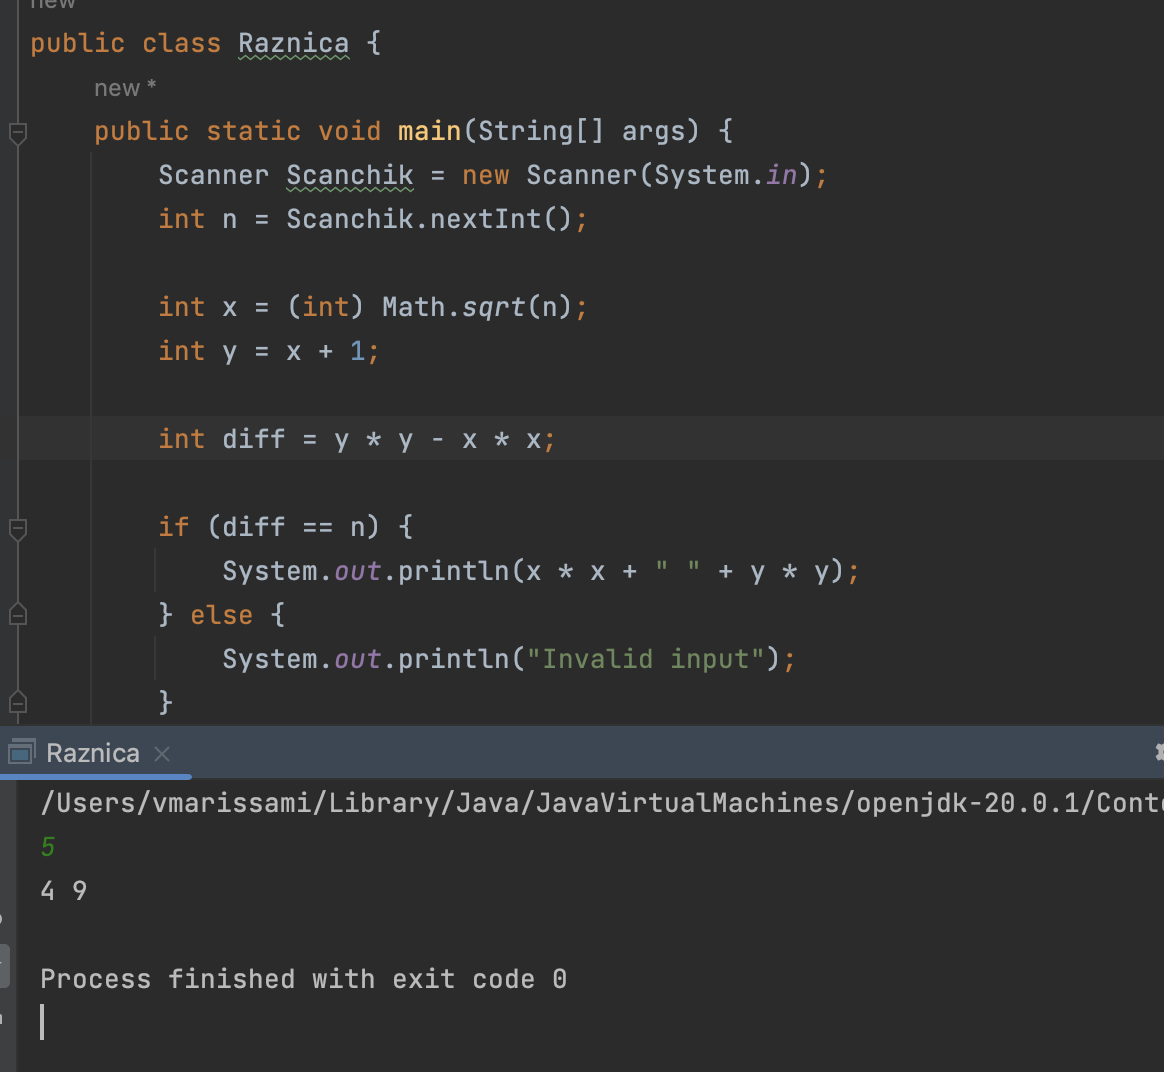 new
public class Raznica {
new *
public static void main(String[] args) {
Scanner Scanchik = new Scanner(System.in);
int n = Scanchik.nextInt();
int x = (int) Math.sqrt(n);
int y = x + 1;
int diff = y * y - x * x;
if (diff == n) {
System.out.println(x * x + " " + y * y);
} else {
System.out.println("Invalid input");
}
Raznica
/Users/vmarissami/Library/Java/JavaVirtualMachines/openjdk-20.0.1/Conte
5
4 9
Process finished with exit code 0